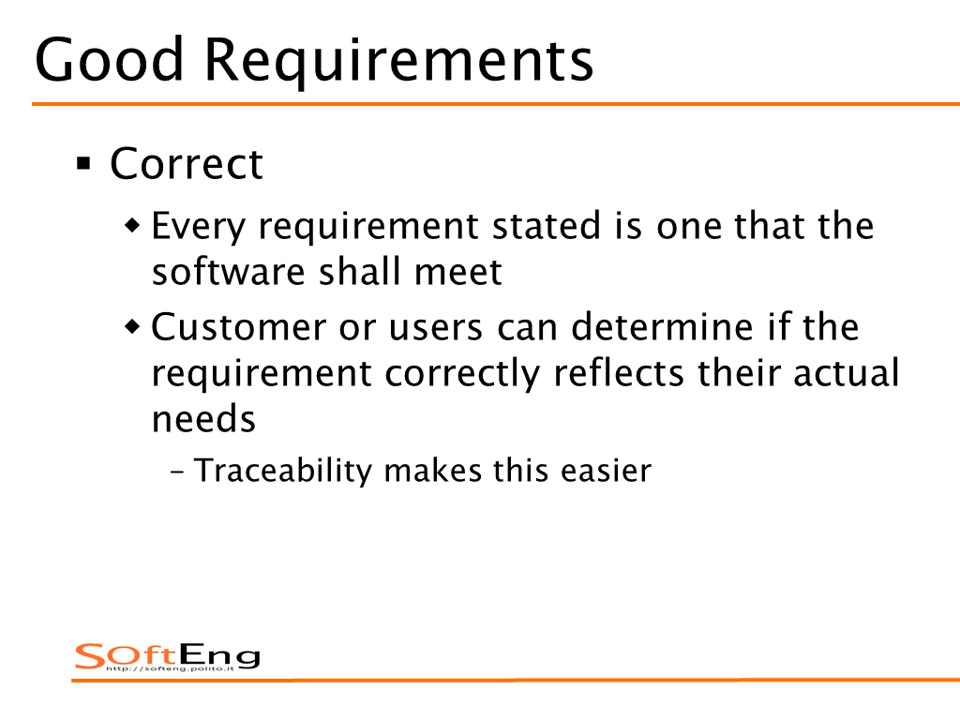 Good Requirements
▪ Correct
◆ Every requirement stated is one that the
software shall meet
◆ Customer or users can determine if the
requirement correctly reflects their actual
needs
– Traceability makes this easier
SOftEng
http://softeng.polito.it